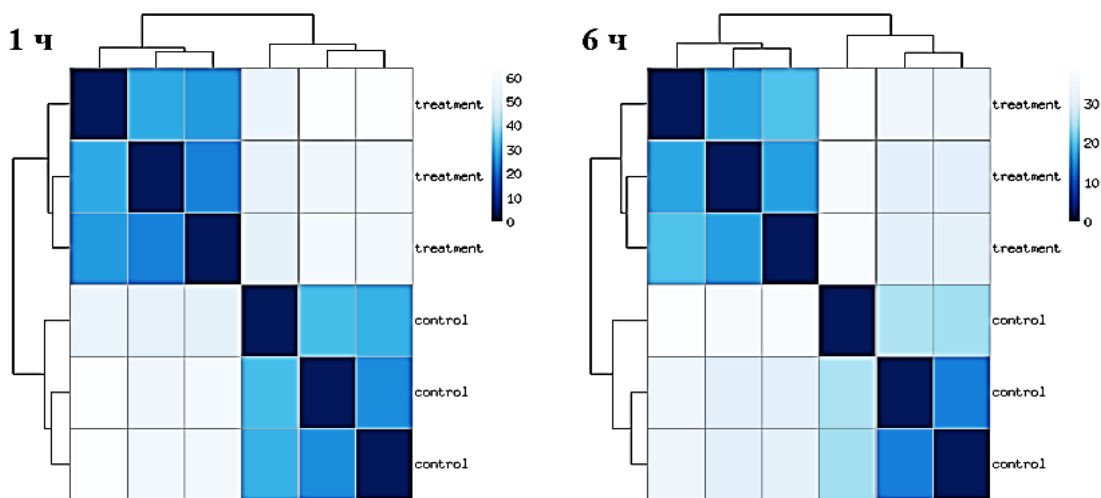 1 ч
60
50
40
30
20
10
0
treatment
treatment
treatment
control
control
control
6 ч
30
20
10
0
treatment
treatment
treatment
control
control
control